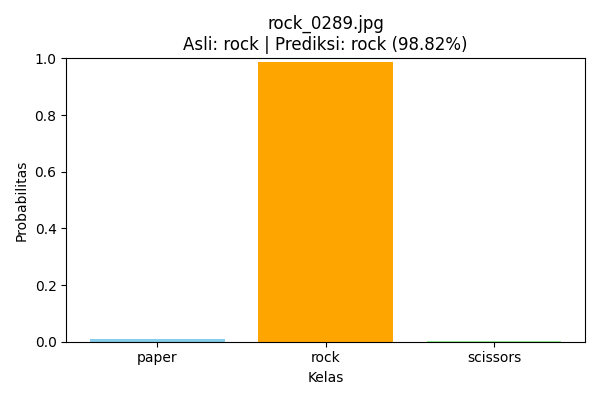 rock_0289.jpg
Asli: rock | Prediksi: rock (98.82%)
1.0
0.8
0.6
0.4
0.2
0.0
Probabilitas
paper rock scissors
Kelas